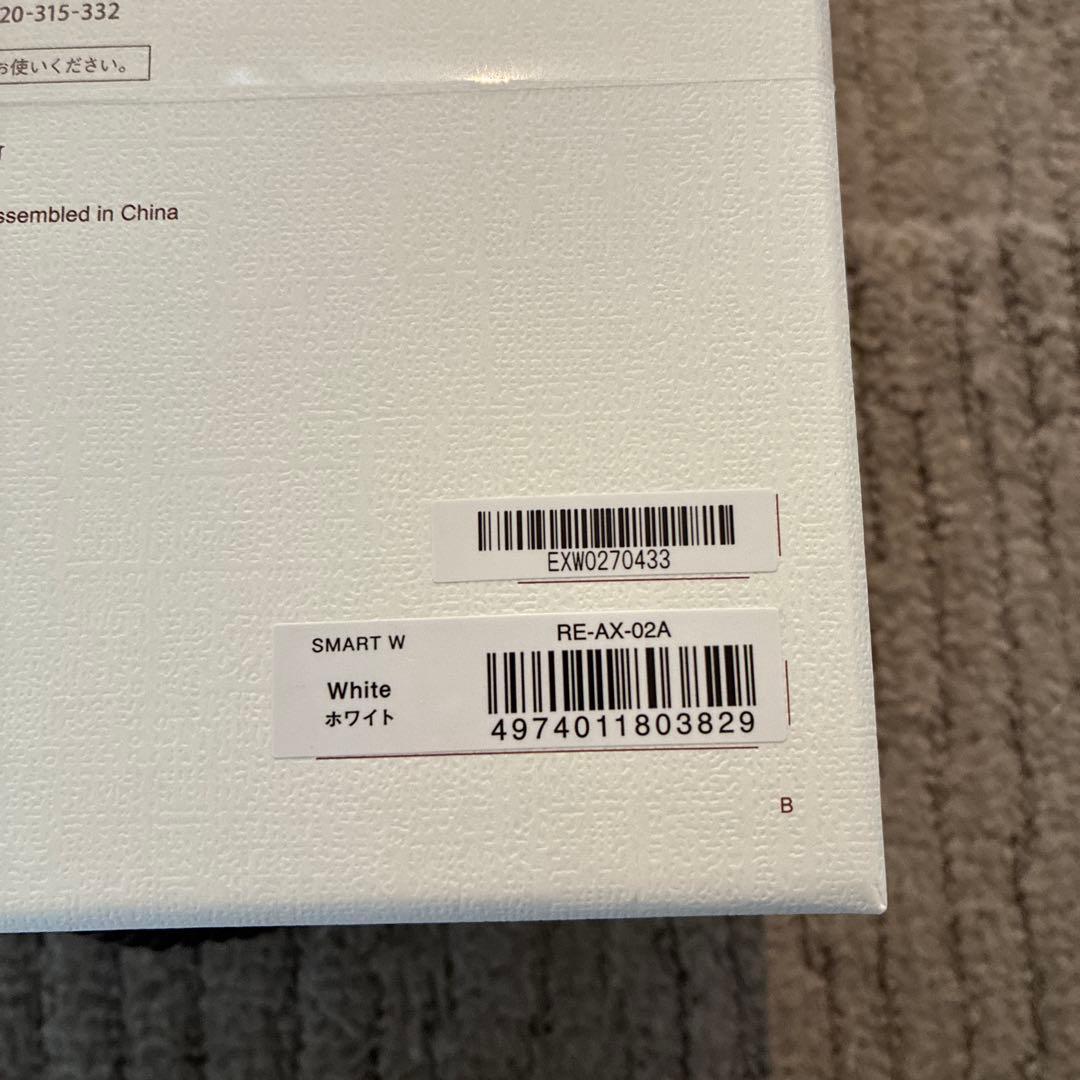 20-315-332
お使いください。
ssembled in China
EXW0270433
SMART W
RE-AX-02A
White
ホワイト
4974011803829
B